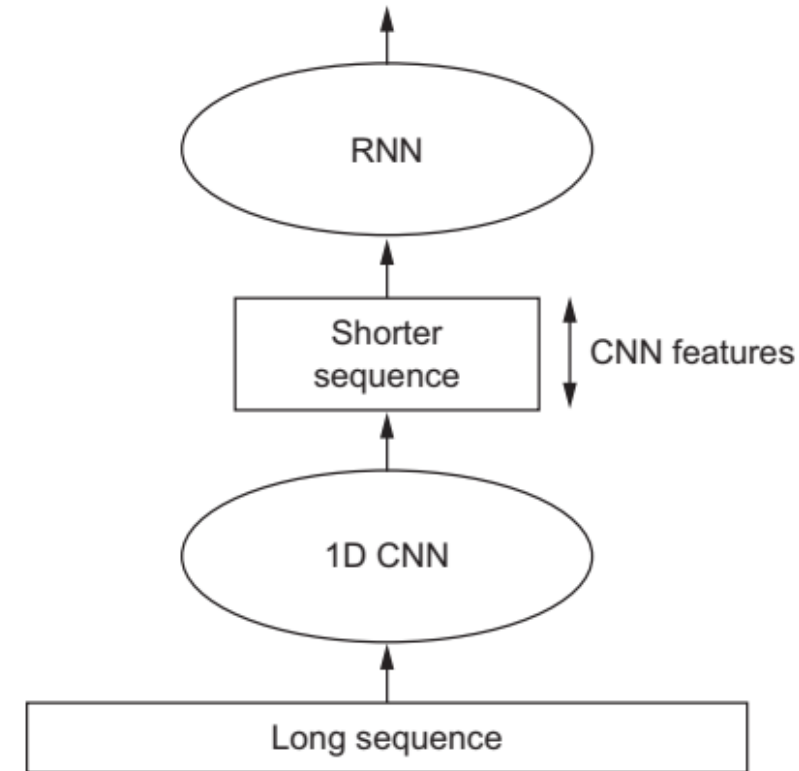 RNN
Shorter
sequence
CNN features
1D CNN
Long sequence